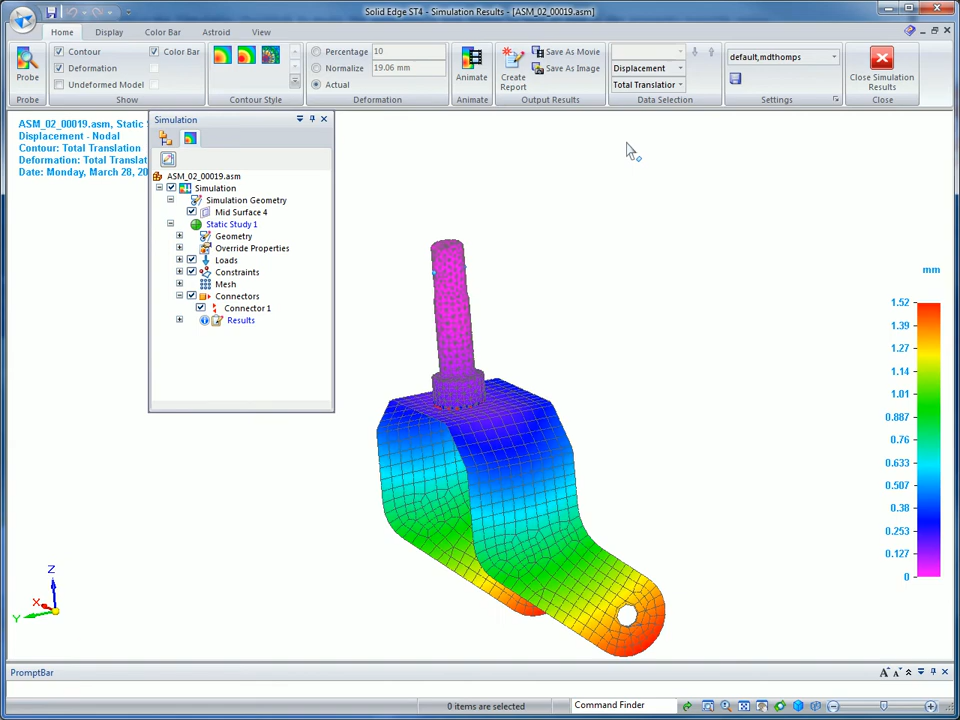 Solid Edge ST4 - Simulation Results - [ASM_02_00019.asm]
Home Display Color Bar Astroid View
Probe
Probe
Contour
Color Bar
Deformation
Undeformed Model
Show
Contour Style
Percentage 10
Normalize 19.06 mm
Actual
Deformation
Animate
Animate
Create Report
Save As Movie
Save As Image
Output Results
Displacement
Total Translation
Data Selection
default,mdthomps
Settings
Close Simulation Results
Close
ASM_02_00019.asm, Static S
Displacement - Nodal
Contour: Total Translation
Deformation: Total Translat
Date: Monday, March 28, 20
Simulation
ASM_02_00019.asm
Simulation
Simulation Geometry
Mid Surface 4
Static Study 1
Geometry
Override Properties
Loads
Constraints
Mesh
Connectors
Connector 1
Results
mm
1.52
1.39
1.27
1.14
1.01
0.887
0.76
0.633
0.507
0.38
0.253
0.127
0
Z
X
Y
PromptBar
0 items are selected
Command Finder